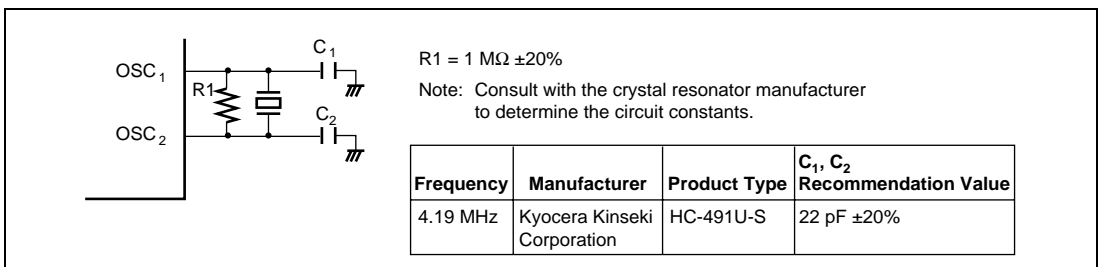 OSC1
OSC2
R1
C1
C2
R1 = 1 MΩ ±20%
Note: Consult with the crystal resonator manufacturer
to determine the circuit constants.
Frequency Manufacturer Product Type C1, C2 Recommendation Value
4.19 MHz Kyocera Kinseki Corporation HC-491U-S 22 pF ±20%